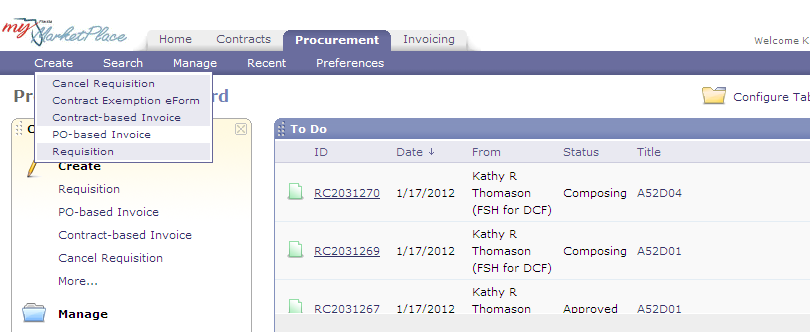 my Florida MarketPlace
Home Contracts Procurement Invoicing
Welcome K
Create Search Manage Recent Preferences
Cancel Requisition
Contract Exemption eForm
Contract-based Invoice
PO-based Invoice
Requisition
Pr rd
Configure Tab
C
Create
Requisition
PO-based Invoice
Contract-based Invoice
Cancel Requisition
More...
Manage
To Do
ID Date ↓ From Status Title
RC2031270 1/17/2012 Kathy R Thomason (FSH for DCF) Composing A52D04
RC2031269 1/17/2012 Kathy R Thomason (FSH for DCF) Composing A52D01
RC2031267 1/17/2012 Kathy R Thomason Approved A52D01